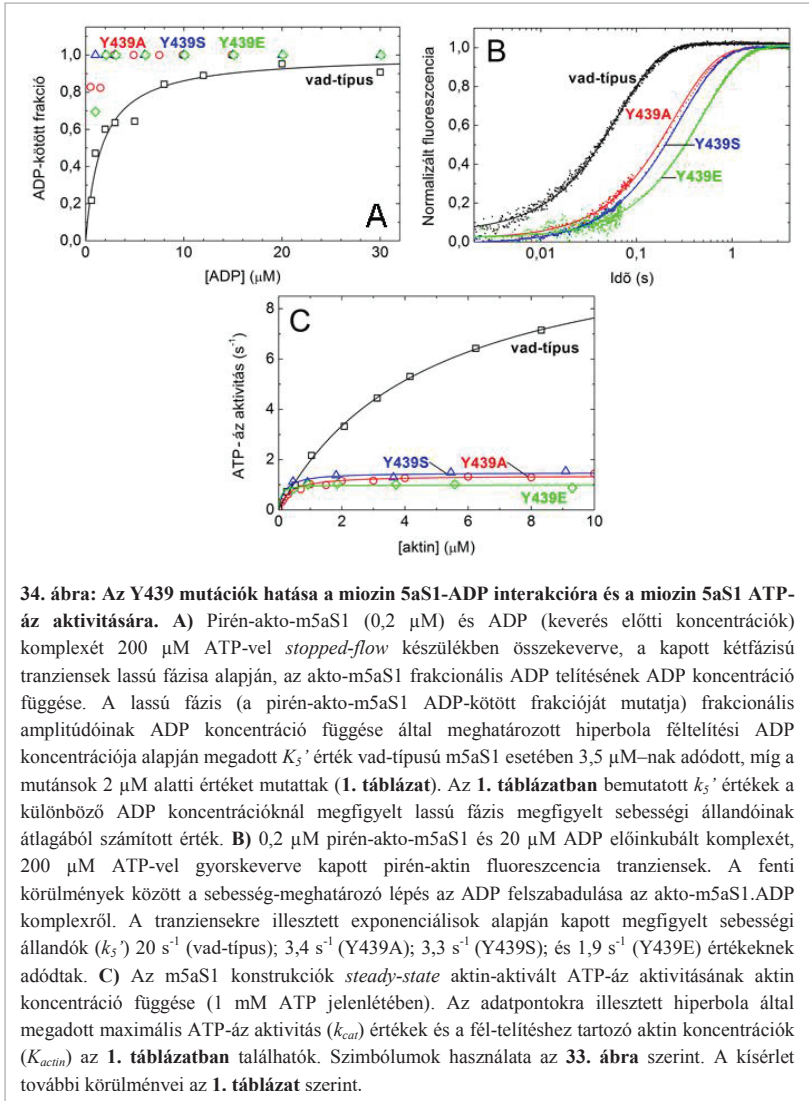 Y439A
Y439S
Y439E
vad-típus
1,0
0,8
0,6
0,4
0,2
0,0
ADP-kötött frakció
A
0
10
20
30
[ADP] (µM)
B
vad-típus
Y439A
Y439S
Y439E
1,0
0,8
0,6
0,4
0,2
0,0
Normalizált fluoreszcencia
0,01
0,1
1
Idő (s)
C
vad-típus
Y439S
Y439A
Y439E
8
6
4
2
0
ATP-áz aktivitás (s⁻¹)
0
2
4
6
8
10
[aktin] (µM)
34. ábra: Az Y439 mutációk hatása a miozin 5aS1-ADP interakcióra és a miozin 5aS1 ATP-
áz aktivitására. A) Pirén-akto-m5aS1 (0,2 µM) és ADP (keverés előtti koncentrációk)
komplexét 200 µM ATP-vel stopped-flow készülékben összekeverve, a kapott kétfázisú
tranziensek lassú fázisa alapján, az akto-m5aS1 frakcionális ADP telítésének ADP koncentráció
függése. A lassú fázis (a pirén-akto-m5aS1 ADP-kötött frakcióját mutatja) frakcionális
amplitúdóinak ADP koncentráció függése által meghatározott hiperbola féltelítési ADP
koncentrációja alapján megadott K₅’ érték vad-típusú m5aS1 esetében 3,5 µM–nak adódott, míg a
mutánsok 2 µM alatti értéket mutattak (1. táblázat). Az 1. táblázatban bemutatott k₅’ értékek a
különböző ADP koncentrációknál megfigyelt lassú fázis megfigyelt sebességi állandóinak
átlagából számított érték. B) 0,2 µM pirén-akto-m5aS1 és 20 µM ADP előinkubált komplexét,
200 µM ATP-vel gyorskeverve kapott pirén-aktin fluoreszcencia tranziensek. A fenti
körülmények között a sebesség-meghatározó lépés az ADP felszabadulása az akto-m5aS1.ADP
komplexről. A tranziensekre illesztett exponenciálisok alapján kapott megfigyelt sebességi
állandók (k₅’) 20 s⁻¹ (vad-típus); 3,4 s⁻¹ (Y439A); 3,3 s⁻¹ (Y439S); és 1,9 s⁻¹ (Y439E) értékeknek
adódtak. C) Az m5aS1 konstrukciók steady-state aktin-aktivált ATP-áz aktivitásának aktin
koncentráció függése (1 mM ATP jelenlétében). Az adatpontokra illesztett hiperbola által
megadott maximális ATP-áz aktivitás (kcat) értékek és a fél-telítéshez tartozó aktin koncentrációk
(Kactin) az 1. táblázatban találhatók. Szimbólumok használata az 33. ábra szerint. A kísérlet
további körülményei az 1. táblázat szerint.